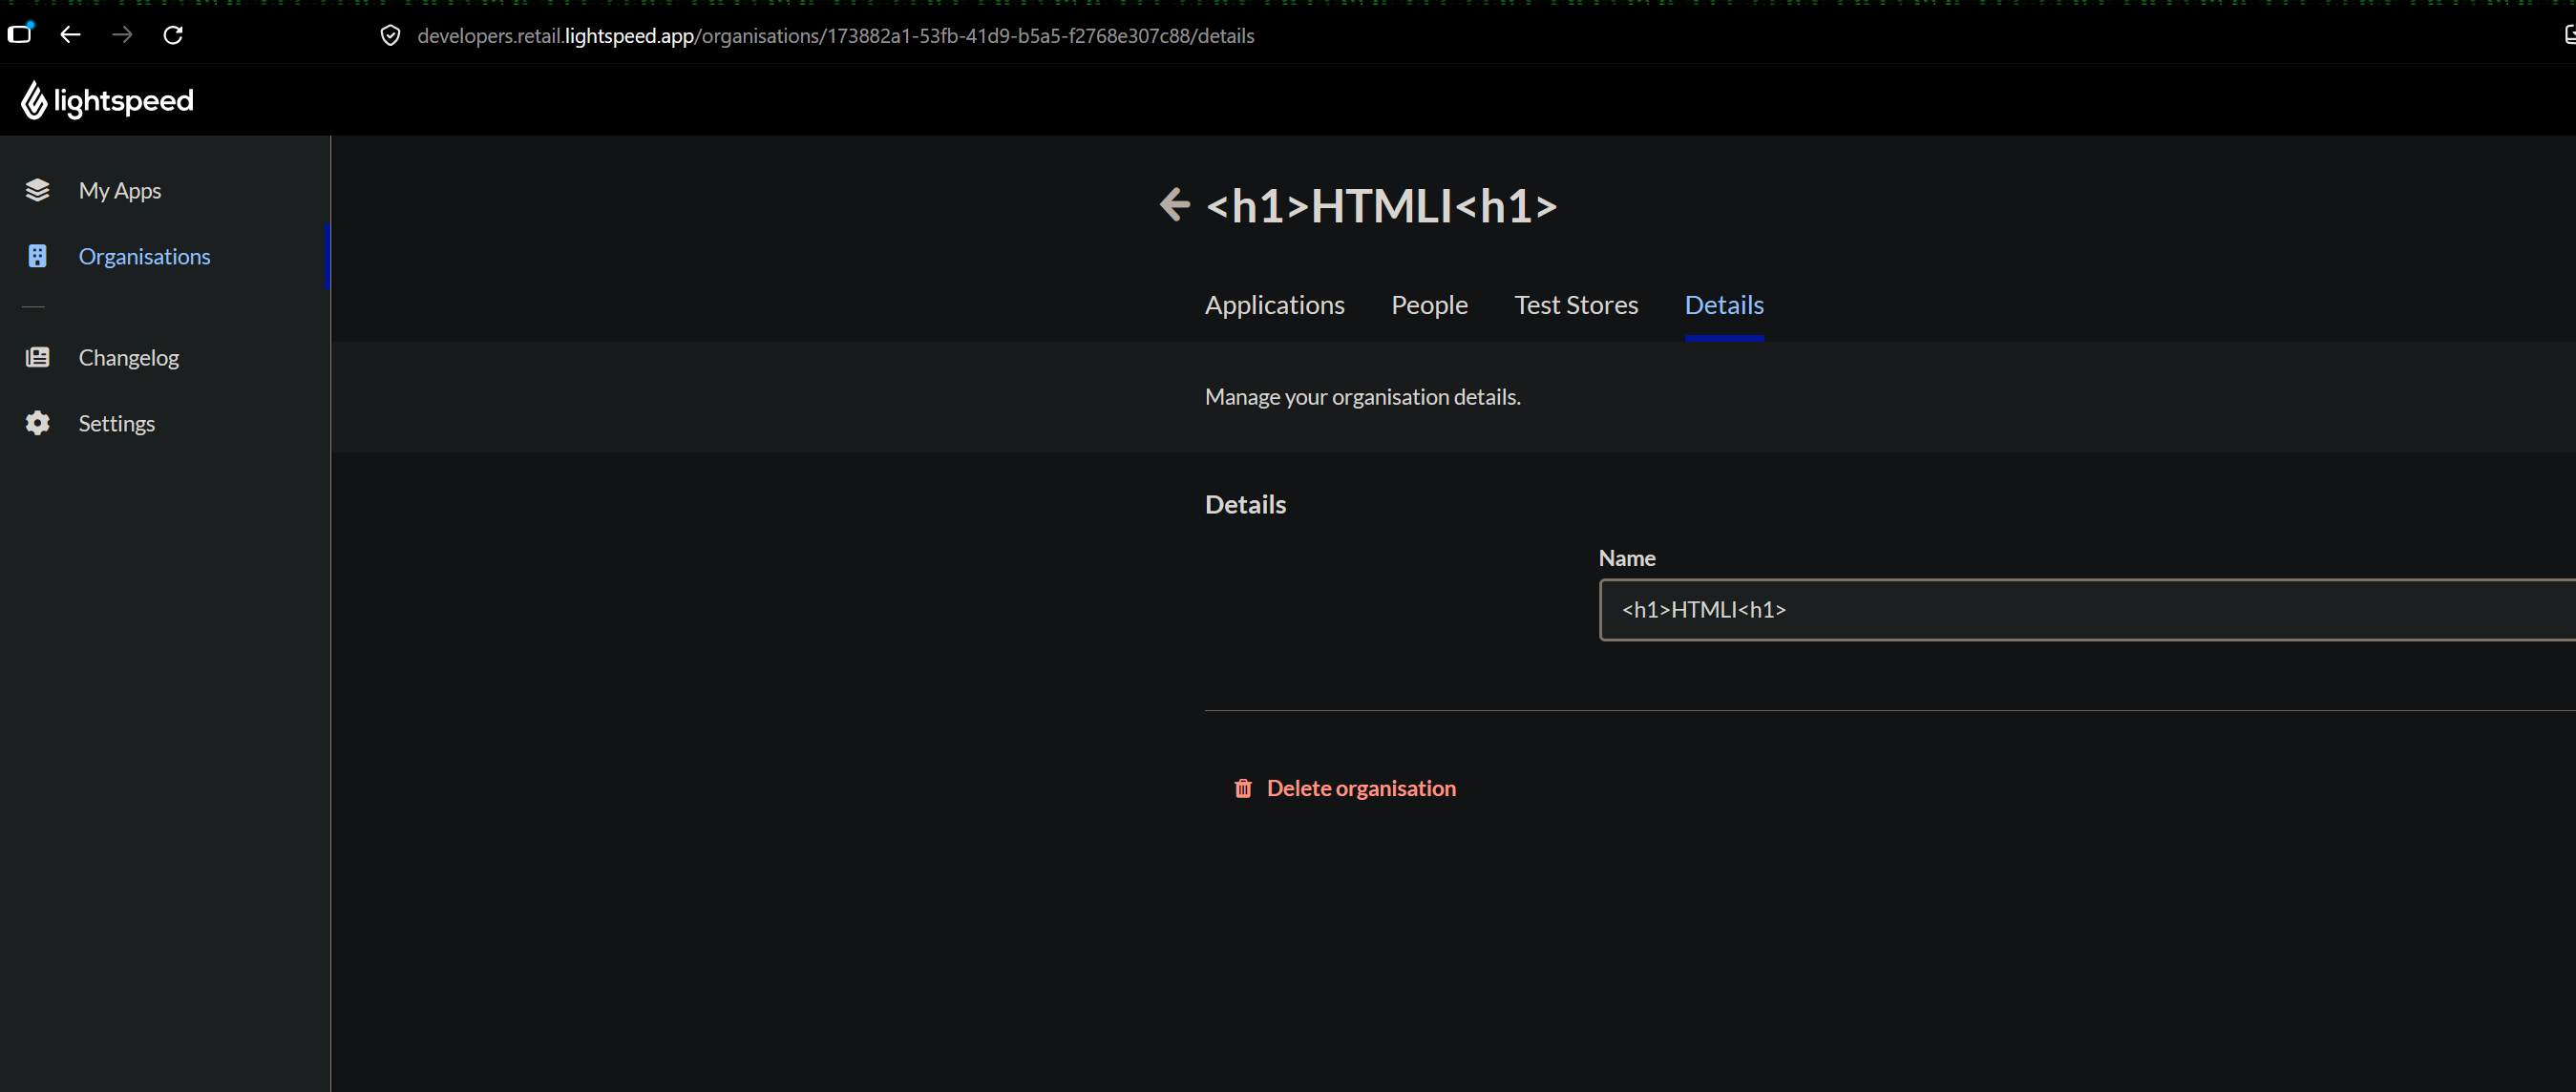 developers.retail.lightspeed.app/organisations/173882a1-53fb-41d9-b5a5-f2768e307c88/details
lightspeed
My Apps
Organisations
Changelog
Settings
<h1>HTMLI<h1>
Applications People Test Stores Details
Manage your organisation details.
Details
Name
<h1>HTMLI<h1>
Delete organisation